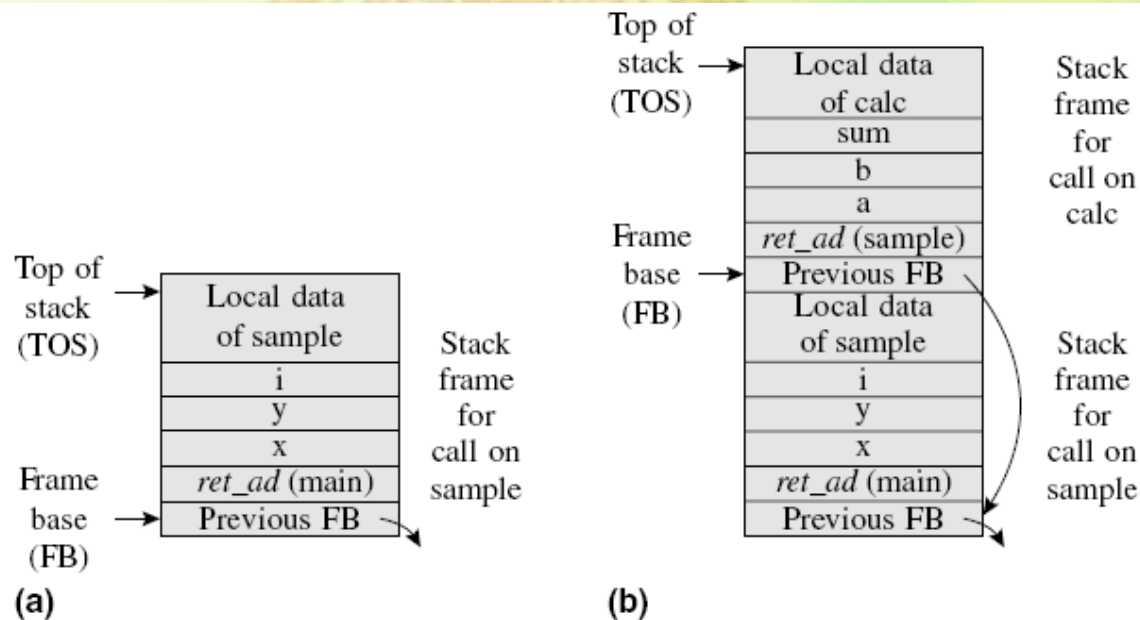 Top of
stack
(TOS)
Local data
of sample
i
y
x
ret_ad (main)
Previous FB
Frame
base
(FB)
Stack
frame
for
call on
sample
(a)
Top of
stack
(TOS)
Local data
of calc
sum
b
a
ret_ad (sample)
Previous FB
Local data
of sample
i
y
x
ret_ad (main)
Previous FB
Frame
base
(FB)
Stack
frame
for
call on
calc
Stack
frame
for
call on
sample
(b)